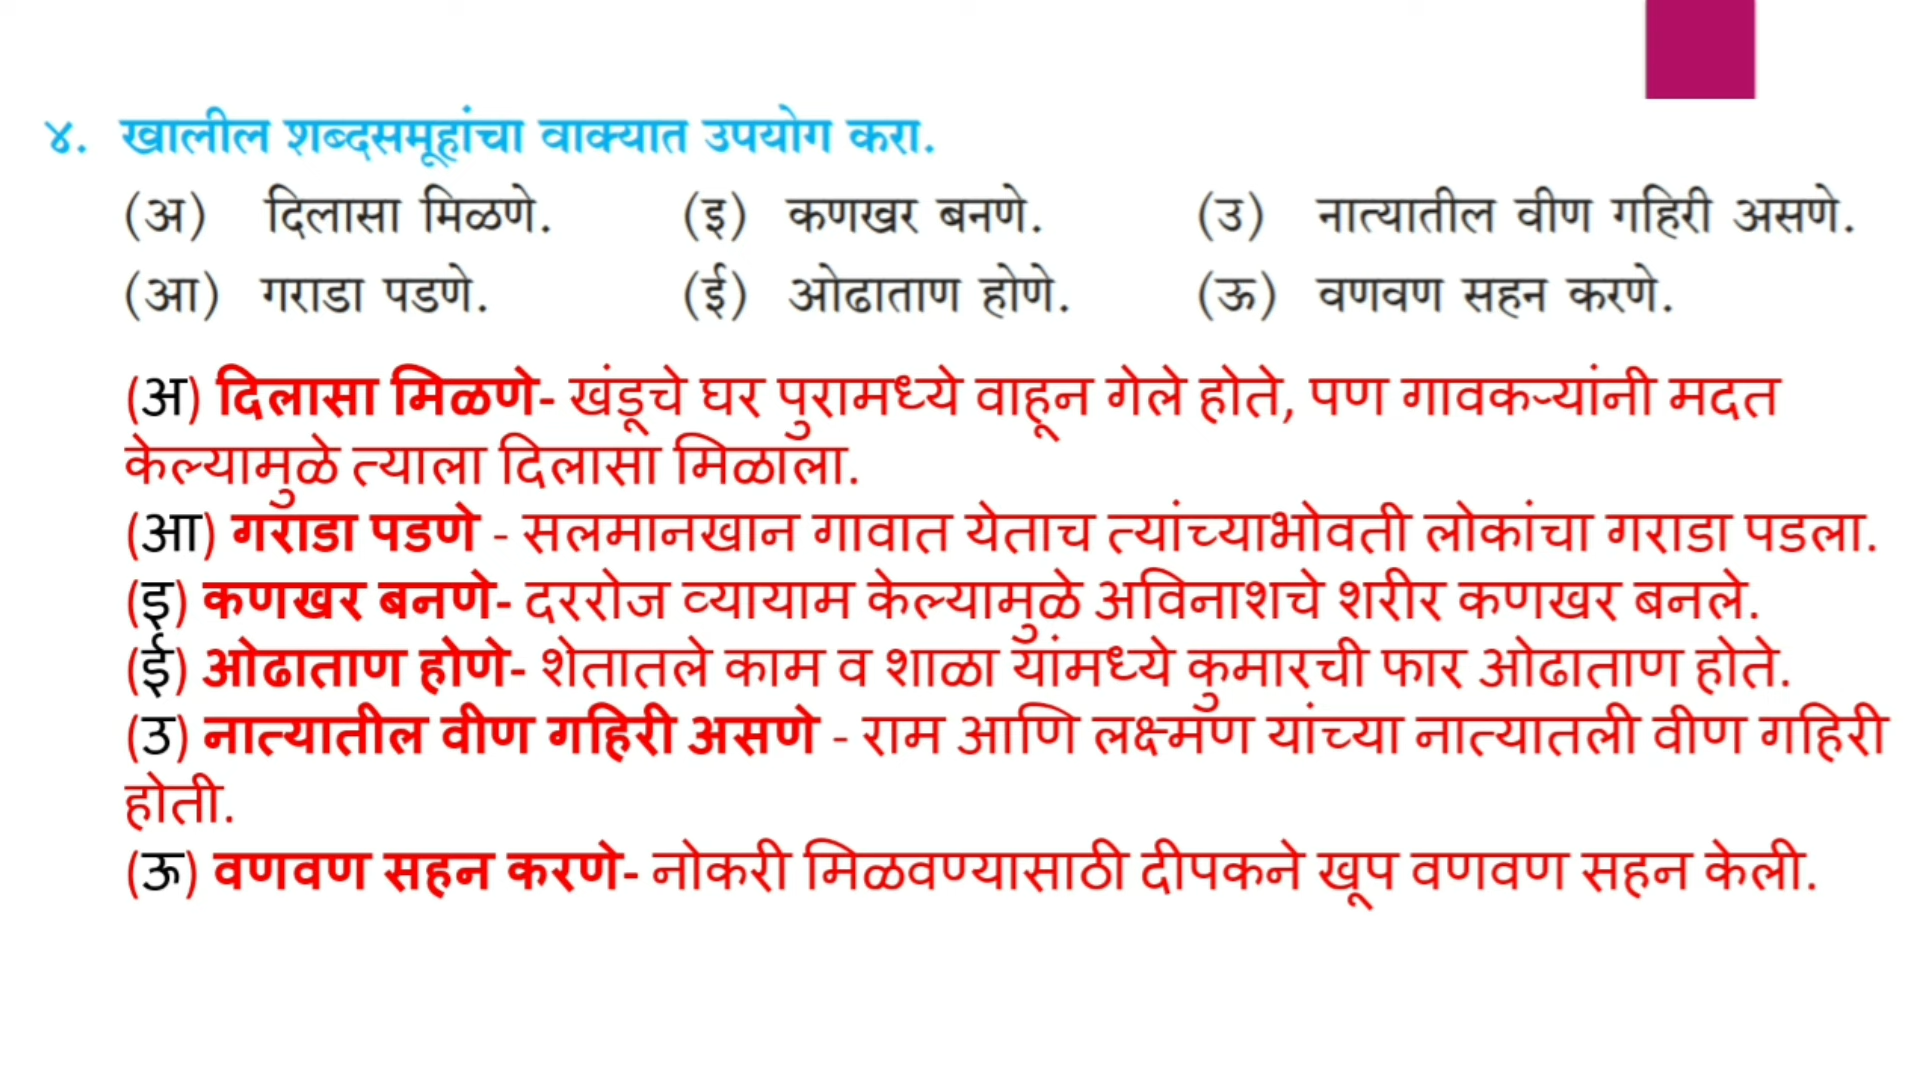 ४. खालील शब्दसमूहांचा वाक्यात उपयोग करा.
(अ) दिलासा मिळणे. (इ) कणखर बनणे. (उ) नात्यातील वीण गहिरी असणे.
(आ) गराडा पडणे. (ई) ओढाताण होणे. (ऊ) वणवण सहन करणे.
(अ) दिलासा मिळणे- खंडूचे घर पुरामध्ये वाहून गेले होते, पण गावकऱ्यांनी मदत
केल्यामुळे त्याला दिलासा मिळाला.
(आ) गराडा पडणे - सलमानखान गावात येताच त्यांच्याभोवती लोकांचा गराडा पडला.
(इ) कणखर बनणे- दररोज व्यायाम केल्यामुळे अविनाशचे शरीर कणखर बनले.
(ई) ओढाताण होणे- शेतातले काम व शाळा यांमध्ये कुमारची फार ओढाताण होते.
(उ) नात्यातील वीण गहिरी असणे - राम आणि लक्ष्मण यांच्या नात्यातली वीण गहिरी
होती.
(ऊ) वणवण सहन करणे- नोकरी मिळवण्यासाठी दीपकने खूप वणवण सहन केली.